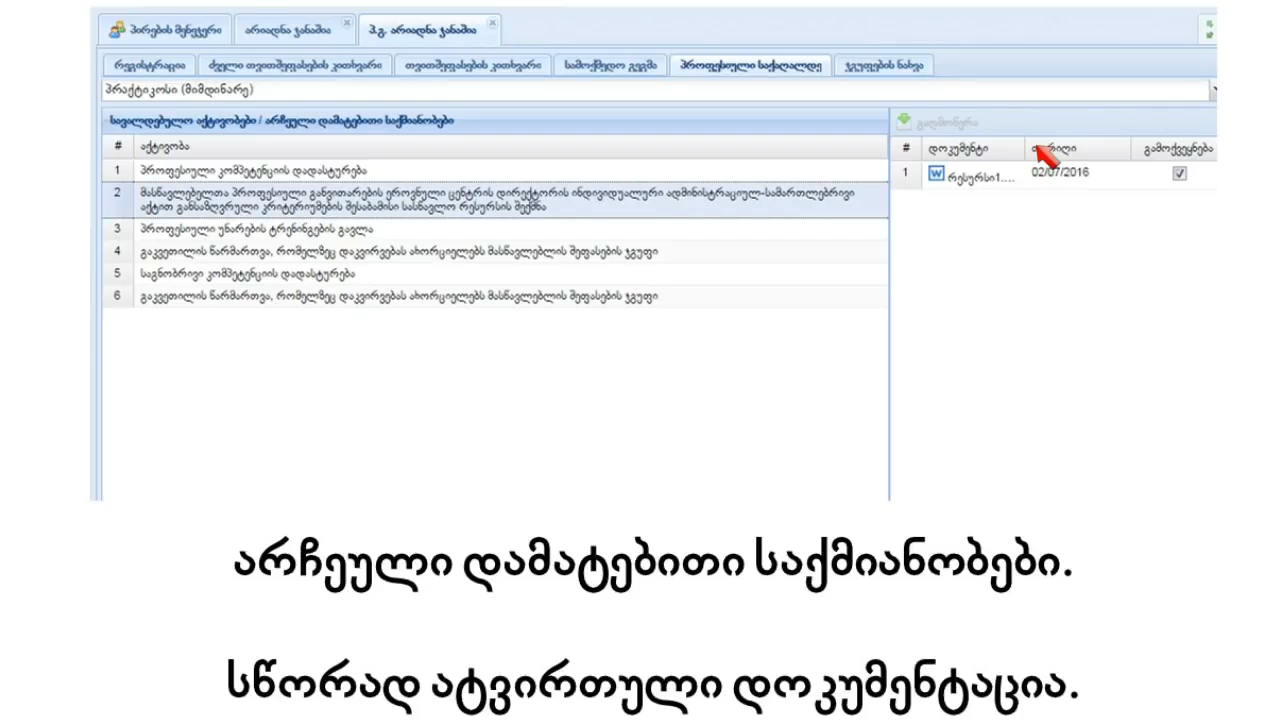 პირების მენეჯერი არიადნა ჯანაშია პ.გ. არიადნა ჯანაშია
რეგისტრაცია ძველი თვითშეფასების კითხვარი თვითშეფასების კითხვარი სამოქმედო გეგმა პროფესიული საქაღალდე ჯგუფების ნახვა
პრაქტიკოსი (მიმდინარე)
სავალდებულო აქტივობები / არჩეული დამატებითი საქმიანობები
# აქტივობა
1 პროფესიული კომპეტენციის დადასტურება
2 მასწავლებელთა პროფესიული განვითარების ეროვნული ცენტრის დირექტორის ინდივიდუალური ადმინისტრაციულ-სამართლებრივი
აქტით განსაზღვრული კრიტერიუმების შესაბამისი სასწავლო რესურსის შექმნა
3 პროფესიული უნარების ტრენინგების გავლა
4 გაკვეთილის წარმართვა, რომელზეც დაკვირვებას ახორციელებს მასწავლებლის შეფასების ჯგუფი
5 საგნობრივი კომპეტენციის დადასტურება
6 გაკვეთილის წარმართვა, რომელზეც დაკვირვებას ახორციელებს მასწავლებლის შეფასების ჯგუფი
გადმოწერა
# დოკუმენტი გამოქვეყნება
1 W რესურსი1.... 02/07/2016
არჩეული დამატებითი საქმიანობები.
სწორად ატვირთული დოკუმენტაცია.